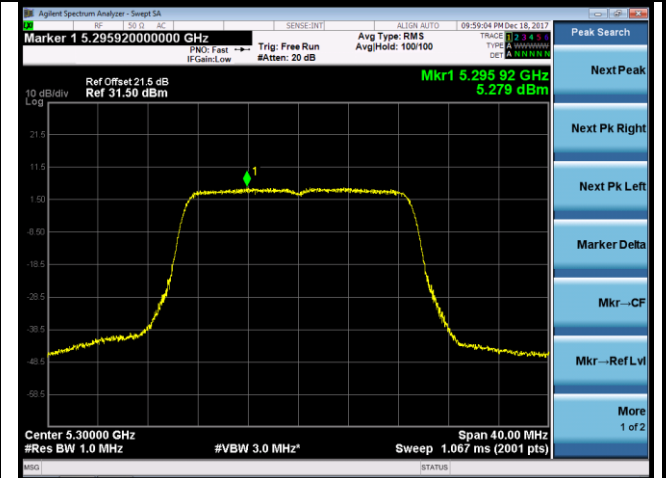 Agilent Spectrum Analyzer - Swept SA
RF 50 Ω AC SENSE:INT ALIGN AUTO 09:59:04 PM Dec 18, 2017
Marker 1 5.295920000000 GHz
PNO: Fast
IFGain:Low
Trig: Free Run
#Atten: 20 dB
Avg Type: RMS
Avg|Hold: 100/100
TRACE 1 2 3 4 5 6
TYPE A WWWWW
DET A N N N N N
Peak Search
Ref Offset 21.5 dB
Ref 31.50 dBm
10 dB/div
Log
Mkr1 5.295 92 GHz
5.279 dBm
21.5
11.5
1.50
-8.50
-18.5
-28.5
-38.5
-48.5
-58.5
1
Center 5.30000 GHz
#Res BW 1.0 MHz
#VBW 3.0 MHz*
Span 40.00 MHz
Sweep 1.067 ms (2001 pts)
MSG STATUS
Next Peak
Next Pk Right
Next Pk Left
Marker Delta
Mkr→CF
Mkr→Ref Lvl
More
1 of 2